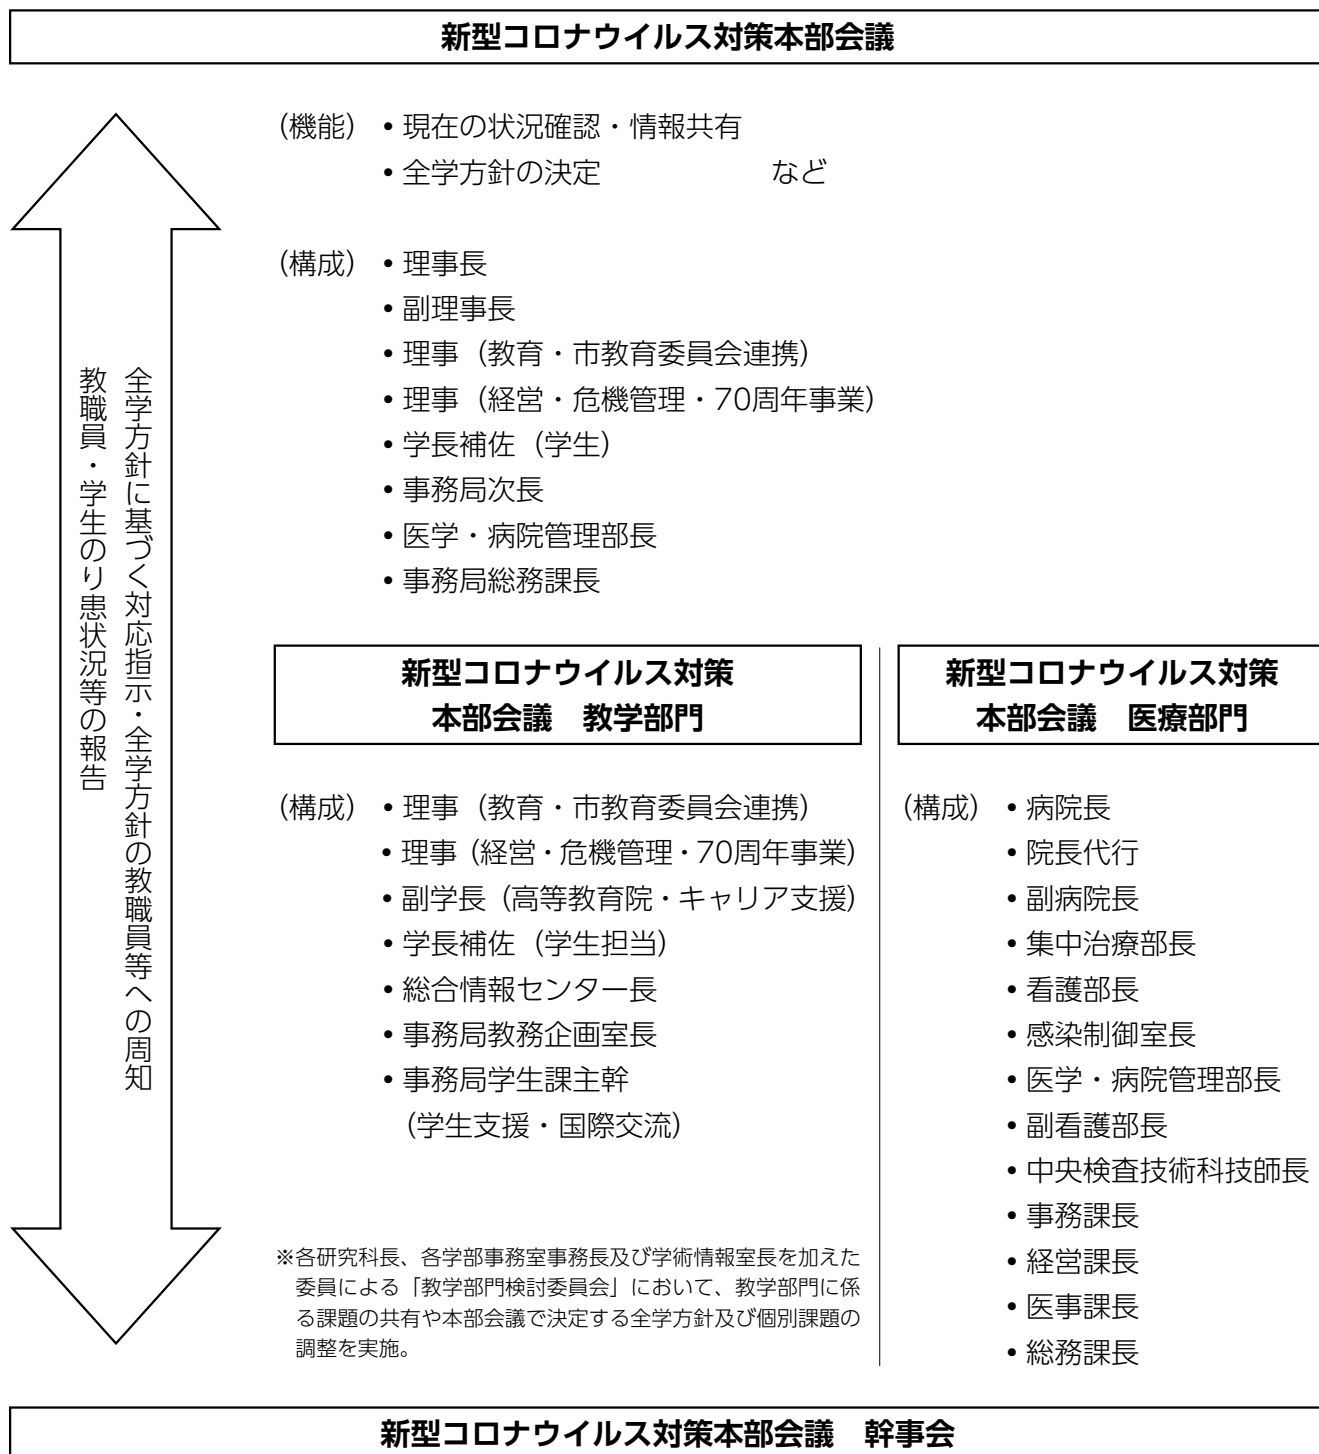 新型コロナウイルス対策本部会議
（機能）•現在の状況確認・情報共有
•全学方針の決定　　　　　　など
（構成）•理事長
•副理事長
•理事（教育・市教育委員会連携）
•理事（経営・危機管理・70周年事業）
•学長補佐（学生）
•事務局次長
•医学・病院管理部長
•事務局総務課長
全学方針に基づく対応指示・全学方針の教職員等への周知
教職員・学生のり患状況等の報告
新型コロナウイルス対策
本部会議　教学部門
（構成）•理事（教育・市教育委員会連携）
•理事（経営・危機管理・70周年事業）
•副学長（高等教育院・キャリア支援）
•学長補佐（学生担当）
•総合情報センター長
•事務局教務企画室長
•事務局学生課主幹
（学生支援・国際交流）
※各研究科長、各学部事務室事務長及び学術情報室長を加えた
委員による「教学部門検討委員会」において、教学部門に係
る課題の共有や本部会議で決定する全学方針及び個別課題の
調整を実施。
新型コロナウイルス対策
本部会議　医療部門
（構成）•病院長
•院長代行
•副病院長
•集中治療部長
•看護部長
•感染制御室長
•医学・病院管理部長
•副看護部長
•中央検査技術科技師長
•事務課長
•経営課長
•医事課長
•総務課長
新型コロナウイルス対策本部会議　幹事会